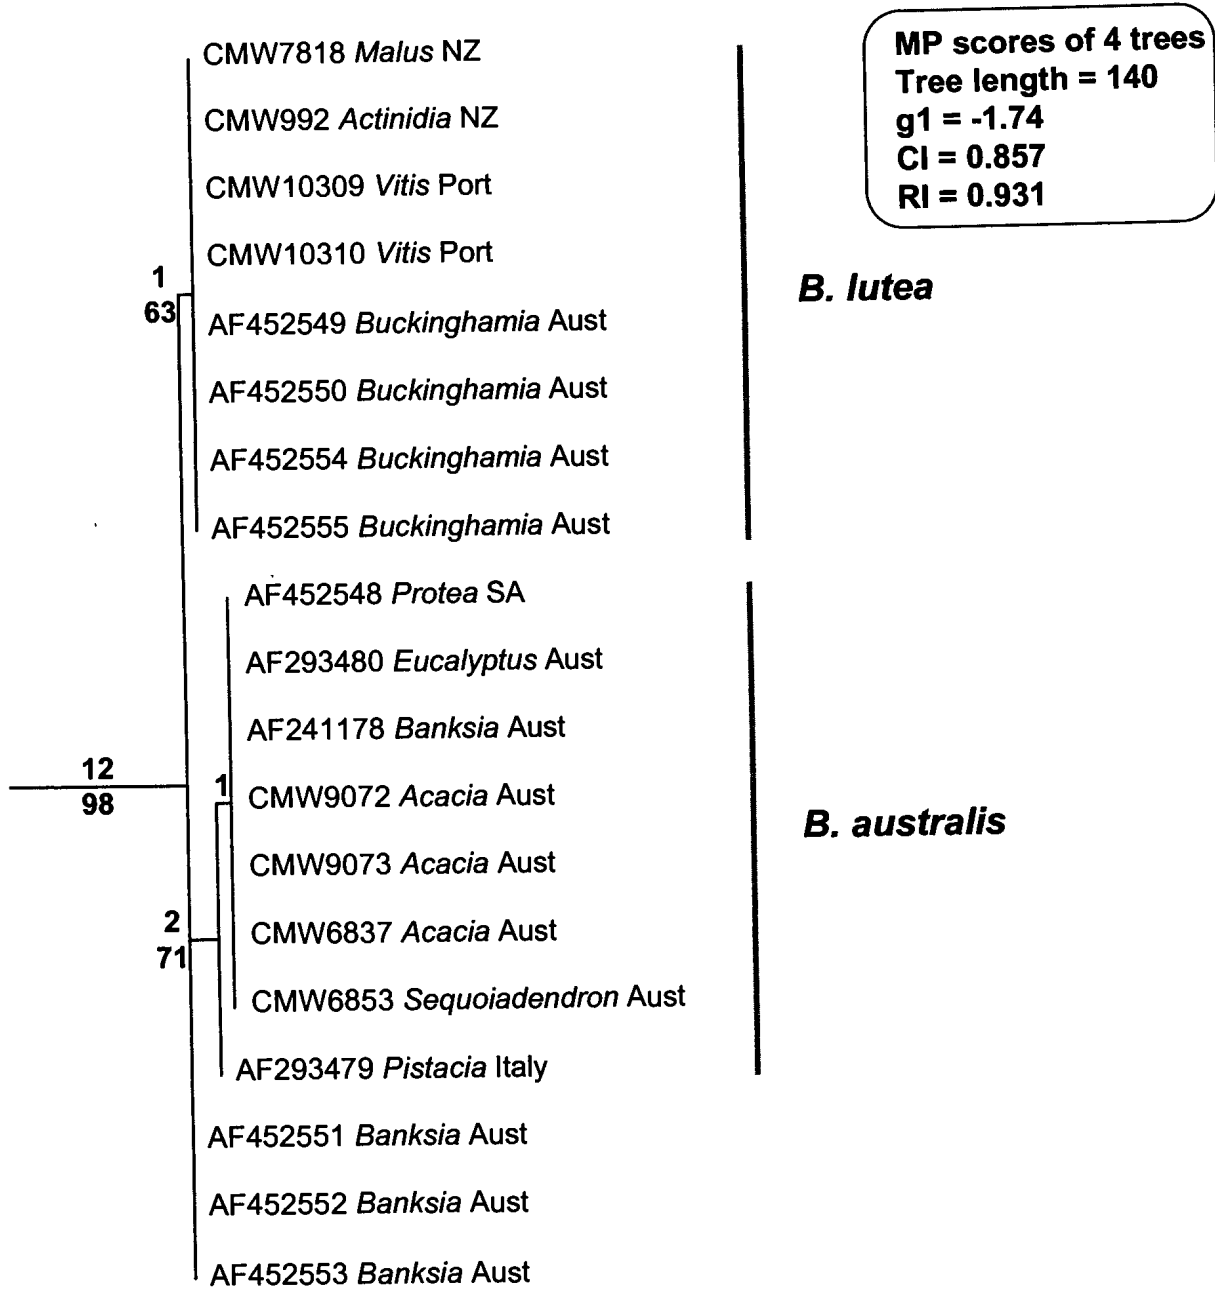 MP scores of 4 trees
Tree length = 140
g1 = -1.74
CI = 0.857
RI = 0.931
CMW7818 Malus NZ
CMW992 Actinidia NZ
CMW10309 Vitis Port
CMW10310 Vitis Port
1
63
AF452549 Buckinghamia Aust
AF452550 Buckinghamia Aust
AF452554 Buckinghamia Aust
AF452555 Buckinghamia Aust
B. lutea
AF452548 Protea SA
AF293480 Eucalyptus Aust
AF241178 Banksia Aust
12
98
1
CMW9072 Acacia Aust
CMW9073 Acacia Aust
2
71
CMW6837 Acacia Aust
CMW6853 Sequoiadendron Aust
AF293479 Pistacia Italy
B. australis
AF452551 Banksia Aust
AF452552 Banksia Aust
AF452553 Banksia Aust